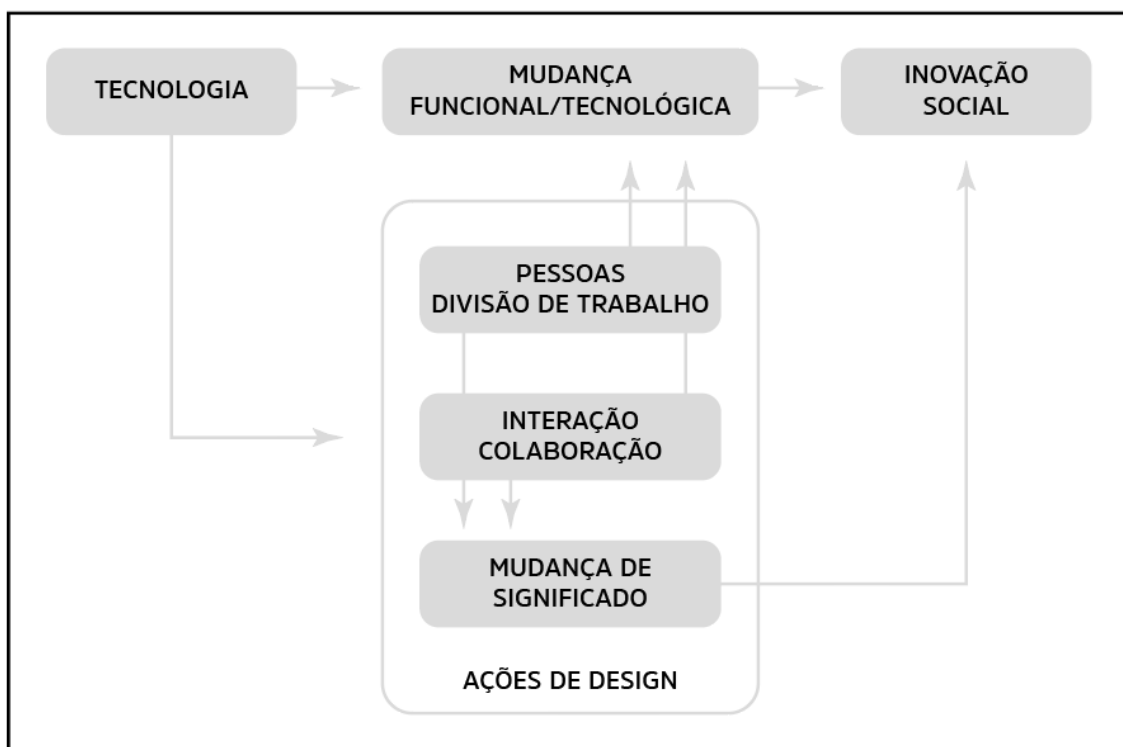 TECNOLOGIA
MUDANÇA
FUNCIONAL/TECNOLÓGICA
INOVAÇÃO
SOCIAL
PESSOAS
DIVISÃO DE TRABALHO
INTERAÇÃO
COLABORAÇÃO
MUDANÇA DE
SIGNIFICADO
AÇÕES DE DESIGN